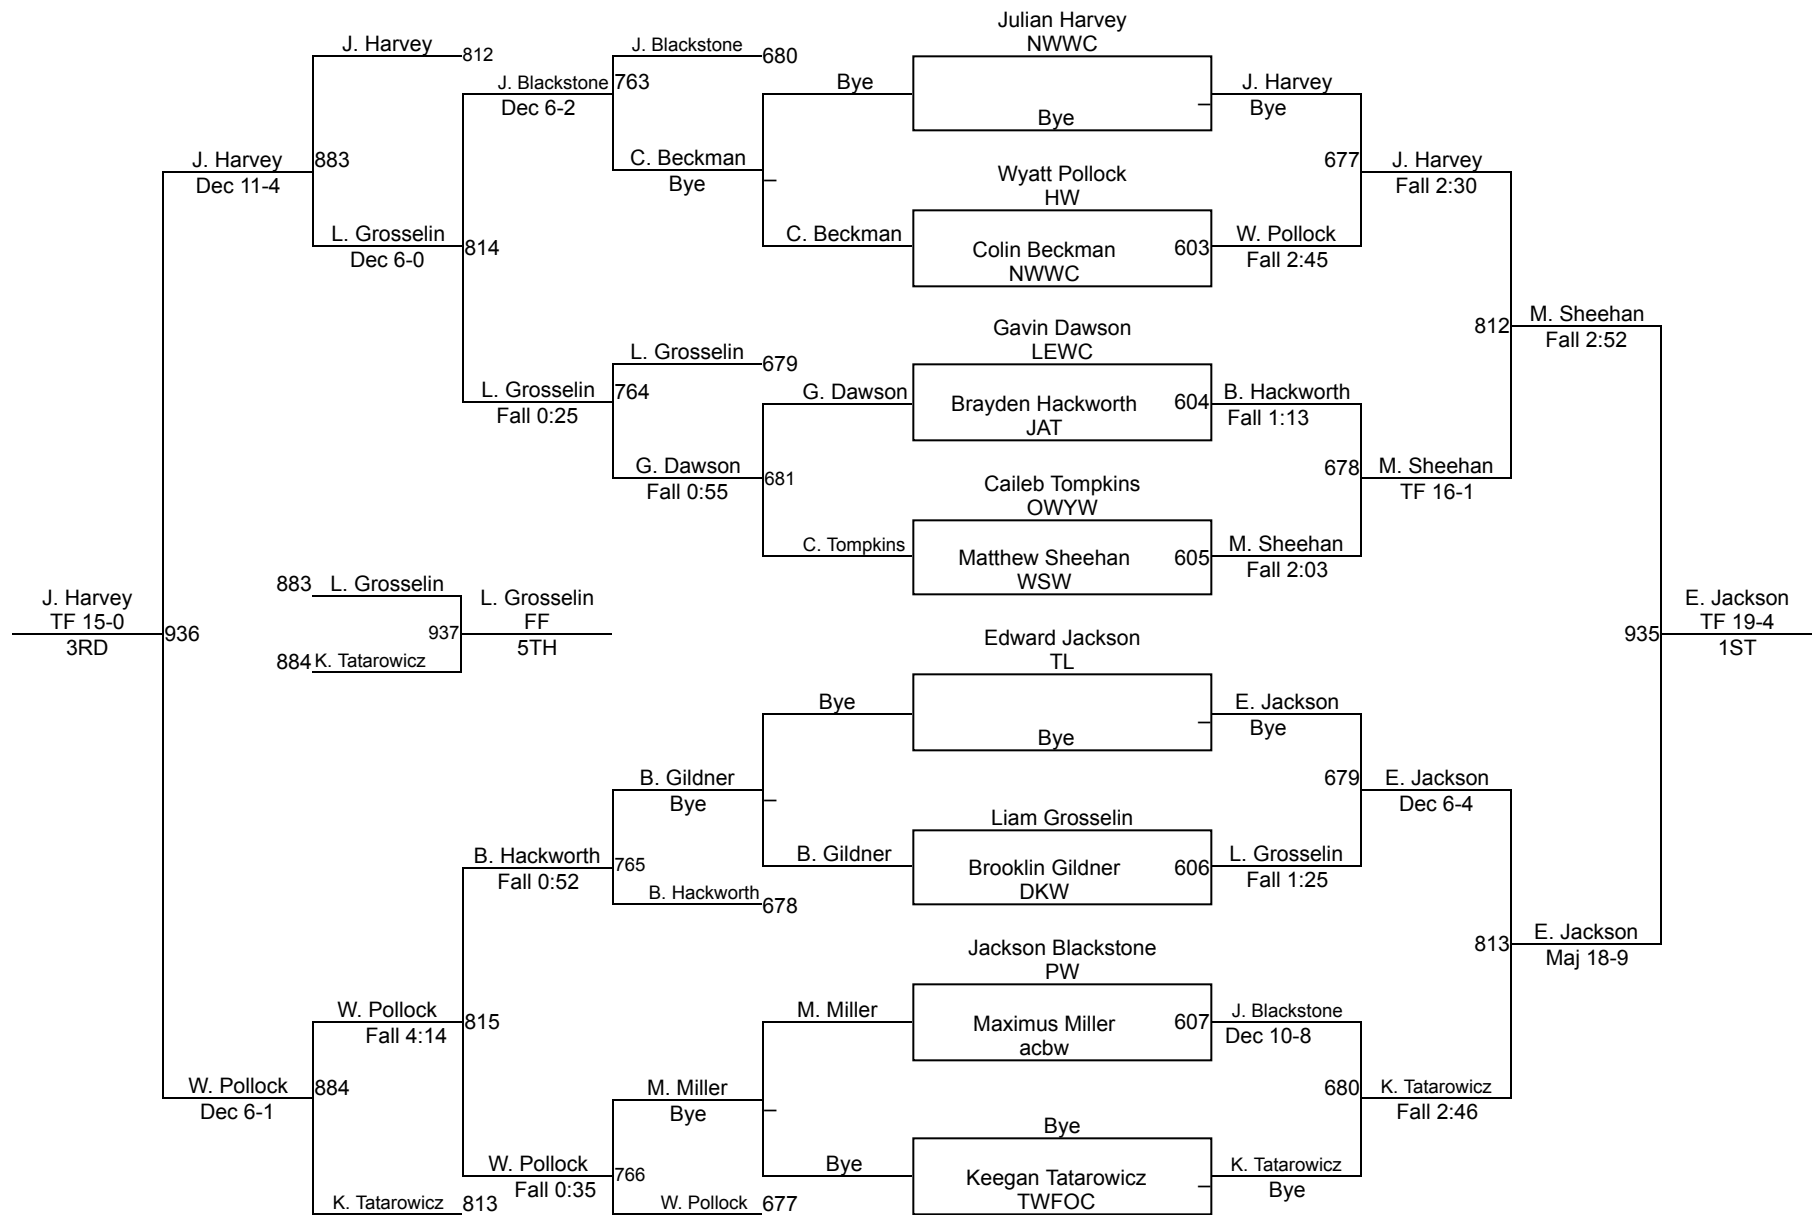 Julian Harvey
NWWC
J. Harvey
812
J. Blackstone
680
J. Blackstone
763
Dec 6-2
Bye
J. Harvey
Bye
Bye
J. Harvey
Dec 11-4
883
C. Beckman
Bye
677
J. Harvey
Fall 2:30
Wyatt Pollock
HW
L. Grosselin
Dec 6-0
814
C. Beckman
Colin Beckman
NWWC
603
W. Pollock
Fall 2:45
Gavin Dawson
LEWC
812
M. Sheehan
Fall 2:52
L. Grosselin
679
L. Grosselin
Fall 0:25
764
G. Dawson
Brayden Hackworth
JAT
604
B. Hackworth
Fall 1:13
G. Dawson
Fall 0:55
681
678
M. Sheehan
TF 16-1
Caileb Tompkins
OWYW
C. Tompkins
Matthew Sheehan
WSW
605
M. Sheehan
Fall 2:03
J. Harvey
TF 15-0
3RD
936
883
L. Grosselin
884
K. Tatarowicz
937
L. Grosselin
FF
5TH
935
E. Jackson
TF 19-4
1ST
Edward Jackson
TL
Bye
Bye
E. Jackson
Bye
B. Gildner
Bye
679
E. Jackson
Dec 6-4
Liam Grosselin
B. Hackworth
Fall 0:52
765
B. Gildner
Brooklin Gildner
DKW
606
L. Grosselin
Fall 1:25
B. Hackworth
678
813
E. Jackson
Maj 18-9
Jackson Blackstone
PW
W. Pollock
Fall 4:14
815
M. Miller
Maximus Miller
acbw
607
J. Blackstone
Dec 10-8
W. Pollock
Dec 6-1
884
M. Miller
Bye
680
K. Tatarowicz
Fall 2:46
Bye
W. Pollock
Fall 0:35
766
Bye
Keegan Tatarowicz
TWFOC
K. Tatarowicz
Bye
K. Tatarowicz
813
W. Pollock
677